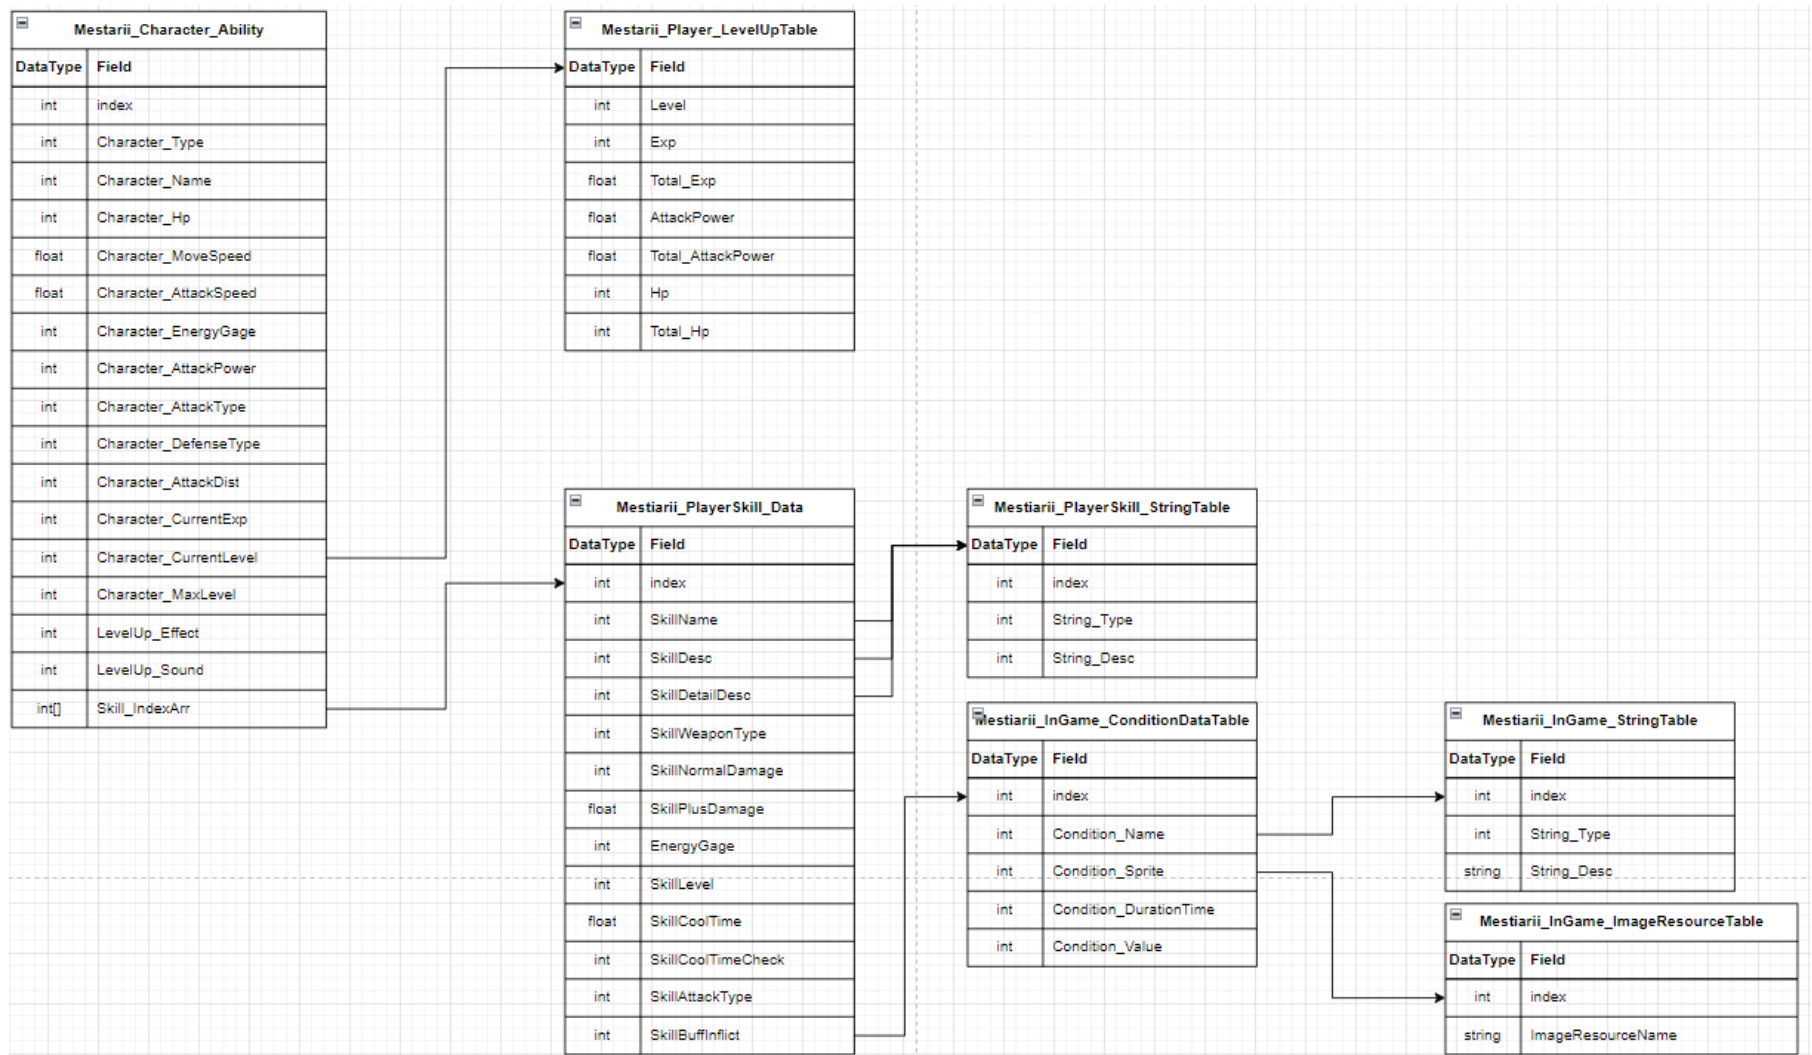 Mestarii_Character_Ability
DataType Field
int index
int Character_Type
int Character_Name
int Character_Hp
float Character_MoveSpeed
float Character_AttackSpeed
int Character_EnergyGage
int Character_AttackPower
int Character_AttackType
int Character_DefenseType
int Character_AttackDist
int Character_CurrentExp
int Character_CurrentLevel
int Character_MaxLevel
int LevelUp_Effect
int LevelUp_Sound
int[] Skill_IndexArr
Mestarii_Player_LevelUpTable
DataType Field
int Level
int Exp
float Total_Exp
float AttackPower
float Total_AttackPower
int Hp
int Total_Hp
Mestiarii_PlayerSkill_Data
DataType Field
int index
int SkillName
int SkillDesc
int SkillDetailDesc
int SkillWeaponType
int SkillNormalDamage
float SkillPlusDamage
int EnergyGage
int SkillLevel
float SkillCoolTime
int SkillCoolTimeCheck
int SkillAttackType
int SkillBuffInflict
Mestiarii_PlayerSkill_StringTable
DataType Field
int index
int String_Type
int String_Desc
Mestiarii_InGame_ConditionDataTable
DataType Field
int index
int Condition_Name
int Condition_Sprite
int Condition_DurationTime
int Condition_Value
Mestiarii_InGame_StringTable
DataType Field
int index
int String_Type
string String_Desc
Mestiarii_InGame_ImageResourceTable
DataType Field
int index
string ImageResourceName